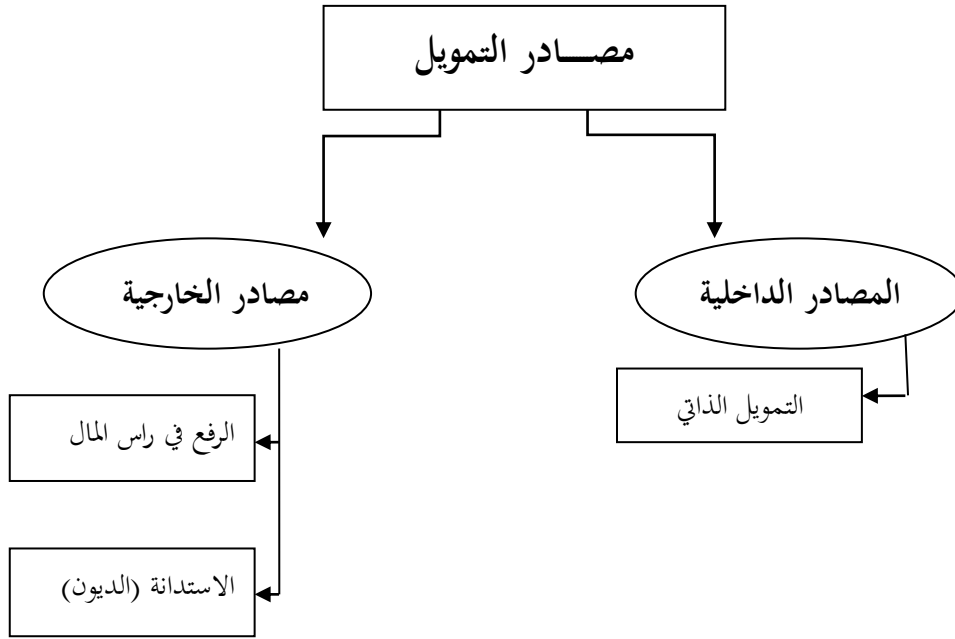 مصـــادر التمويل
المصادر الداخلية
مصادر الخارجية
التمويل الذاتي
الرفع في راس المال
الاستدانة (الديون)